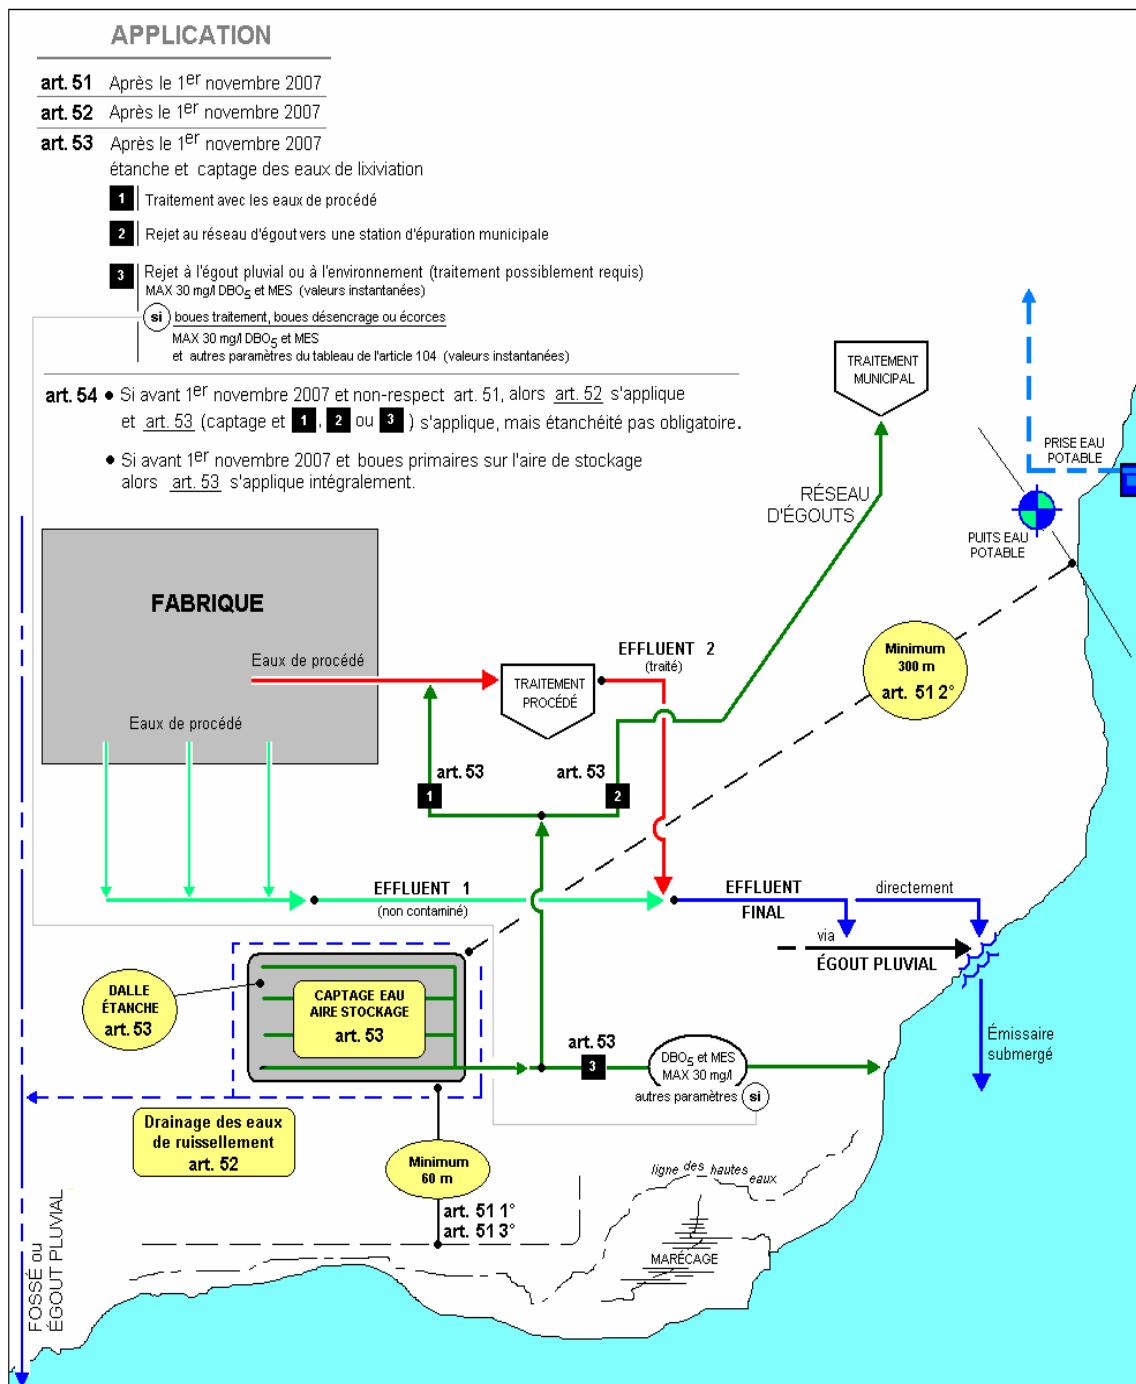 APPLICATION
art. 51 Après le 1er novembre 2007
art. 52 Après le 1er novembre 2007
art. 53 Après le 1er novembre 2007
étanche et captage des eaux de lixiviation
1 Traitement avec les eaux de procédé
2 Rejet au réseau d'égout vers une station d'épuration municipale
3 Rejet à l'égout pluvial ou à l'environnement (traitement possiblement requis)
MAX 30 mg/l DBO5 et MES (valeurs instantanées)
si boues traitement, boues désencrage ou écorces
MAX 30 mg/l DBO5 et MES
et autres paramètres du tableau de l'article 104 (valeurs instantanées)
art. 54 • Si avant 1er novembre 2007 et non-respect art. 51, alors art. 52 s'applique
et art. 53 (captage et 1, 2 ou 3) s'applique, mais étanchéité pas obligatoire.
• Si avant 1er novembre 2007 et boues primaires sur l'aire de stockage
alors art. 53 s'applique intégralement.
TRAITEMENT
MUNICIPAL
PRISE EAU
POTABLE
RÉSEAU
D'ÉGOUTS
PUITS EAU
POTABLE
FABRIQUE
Eaux de procédé
Eaux de procédé
TRAITEMENT
PROCÉDÉ
EFFLUENT 2
(traité)
Minimum
300 m
art. 51 2°
art. 53
1
art. 53
2
EFFLUENT 1
(non contaminé)
EFFLUENT
FINAL
directement
via
ÉGOUT PLUVIAL
DALLE
ÉTANCHE
art. 53
CAPTAGE EAU
AIRE STOCKAGE
art. 53
art. 53
3
DBO5 et MES
MAX 30 mg/l
autres paramètres si
Émissaire
submergé
Drainage des eaux
de ruissellement
art. 52
Minimum
60 m
art. 51 1°
art. 51 3°
ligne des hautes eaux
MARÉCAGE
FOSSÉ ou
ÉGOUT PLUVIAL